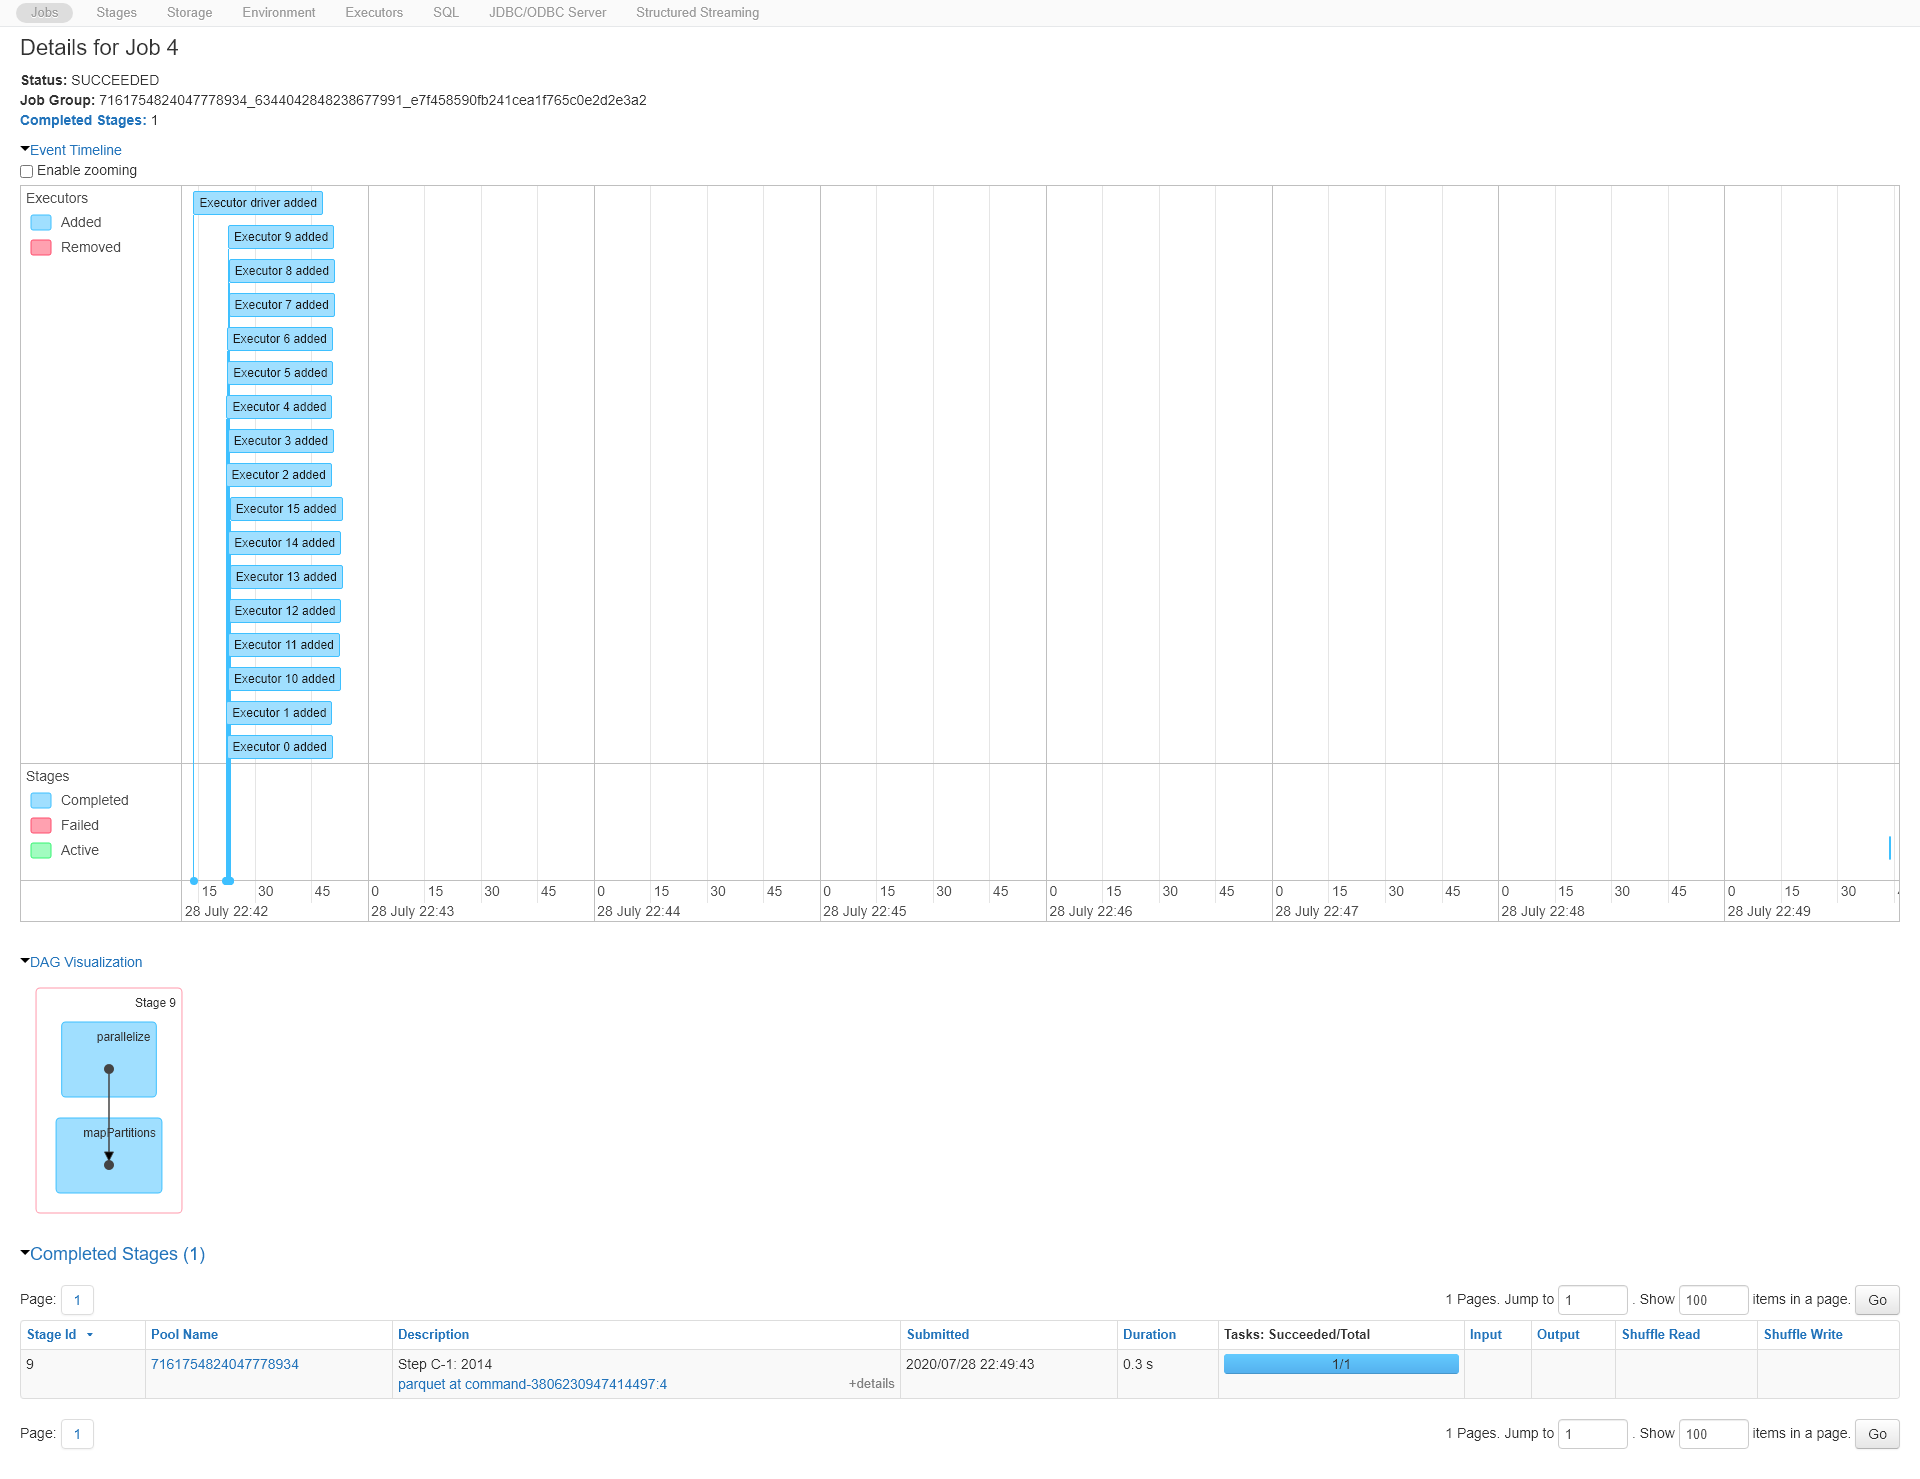 Jobs Stages Storage Environment Executors SQL JDBC/ODBC Server Structured Streaming
Details for Job 4
Status: SUCCEEDED
Job Group: 7161754824047778934_6344042848238677991_e7f458590fb241cea1f765c0e2d2e3a2
Completed Stages: 1
Event Timeline
Enable zooming
Executors
Added
Removed
Executor driver added
Executor 9 added
Executor 8 added
Executor 7 added
Executor 6 added
Executor 5 added
Executor 4 added
Executor 3 added
Executor 2 added
Executor 15 added
Executor 14 added
Executor 13 added
Executor 12 added
Executor 11 added
Executor 10 added
Executor 1 added
Executor 0 added
Stages
Completed
Failed
Active
15 30 45 0 15 30 45 0 15 30 45 0 15 30 45 0 15 30 45 0 15 30 45 0 15 30 45 0 15 30
28 July 22:42 28 July 22:43 28 July 22:44 28 July 22:45 28 July 22:46 28 July 22:47 28 July 22:48 28 July 22:49
DAG Visualization
Stage 9
parallelize
mapPartitions
Completed Stages (1)
Page: 1 1 Pages. Jump to 1 . Show 100 items in a page. Go
Stage Id Pool Name Description Submitted Duration Tasks: Succeeded/Total Input Output Shuffle Read Shuffle Write
9 7161754824047778934 Step C-1: 2014 2020/07/28 22:49:43 0.3 s 1/1
parquet at command-3806230947414497:4 +details
Page: 1 1 Pages. Jump to 1 . Show 100 items in a page. Go